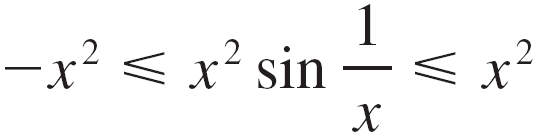 −x² ⩽ x² sin 1/x ⩽ x²